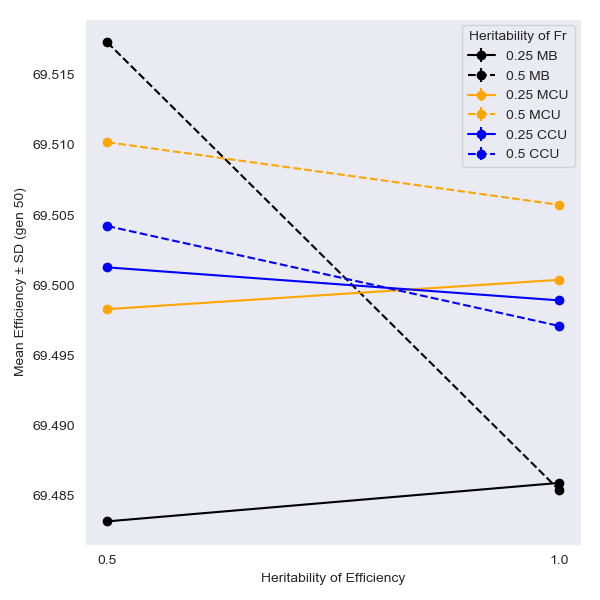 Heritability of Fr
0.25 MB
0.5 MB
0.25 MCU
0.5 MCU
0.25 CCU
0.5 CCU
Mean Efficiency ± SD (gen 50)
69.515
69.510
69.505
69.500
69.495
69.490
69.485
0.5
1.0
Heritability of Efficiency